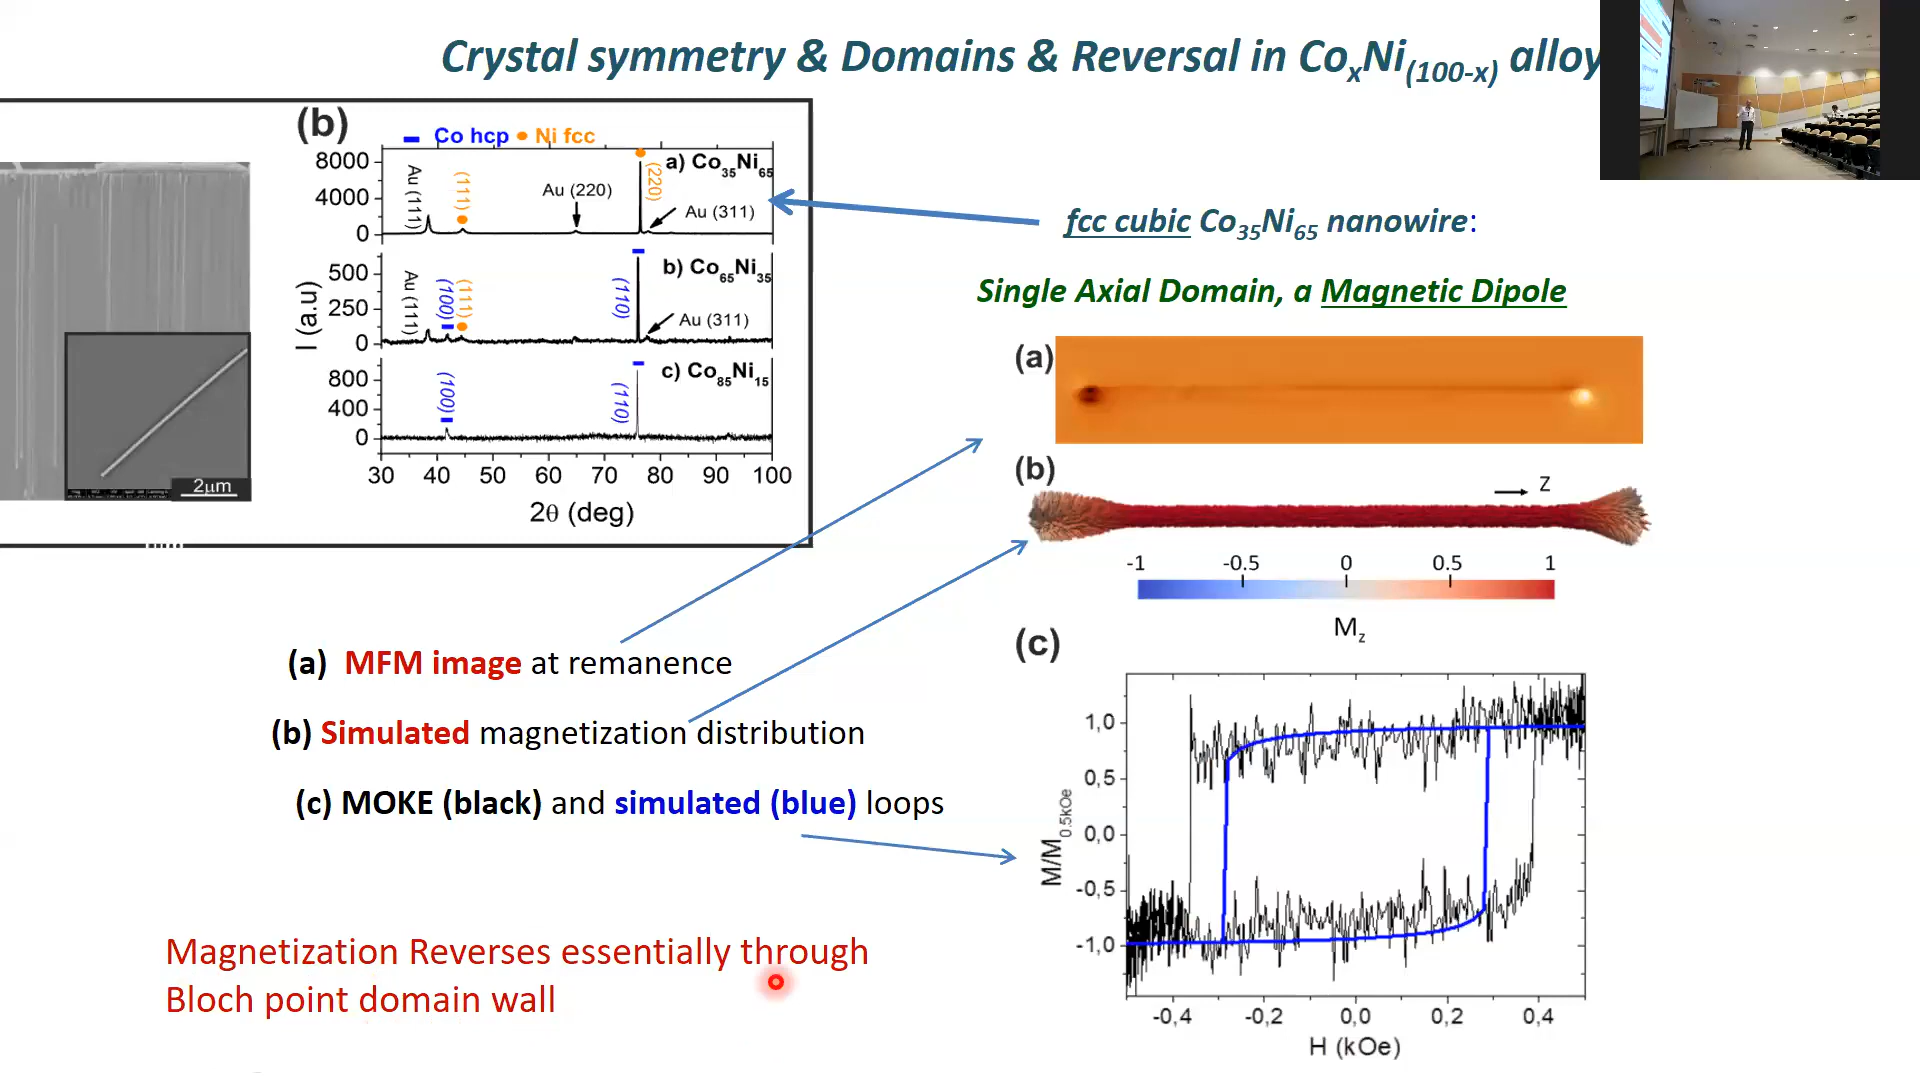 Crystal symmetry & Domains & Reversal in CoxNi(100-x) alloy
(b)
Co hcp
Ni fcc
8000
4000
0
Au (111)
(111)
Au (220)
(220)
Au (311)
a) Co35Ni65
500
250
0
Au (111)
(100)
(111)
(110)
Au (311)
b) Co65Ni35
800
400
0
(100)
(110)
c) Co85Ni15
I (a.u)
30 40 50 60 70 80 90 100
2θ (deg)
2μm
fcc cubic Co35Ni65 nanowire:
Single Axial Domain, a Magnetic Dipole
(a)
(b)
Z
-1 -0.5 0 0.5 1
Mz
(c)
1,0
0,5
0,0
-0,5
-1,0
M/M0.5kOe
-0,4 -0,2 0,0 0,2 0,4
H (kOe)
(a) MFM image at remanence
(b) Simulated magnetization distribution
(c) MOKE (black) and simulated (blue) loops
Magnetization Reverses essentially through
Bloch point domain wall